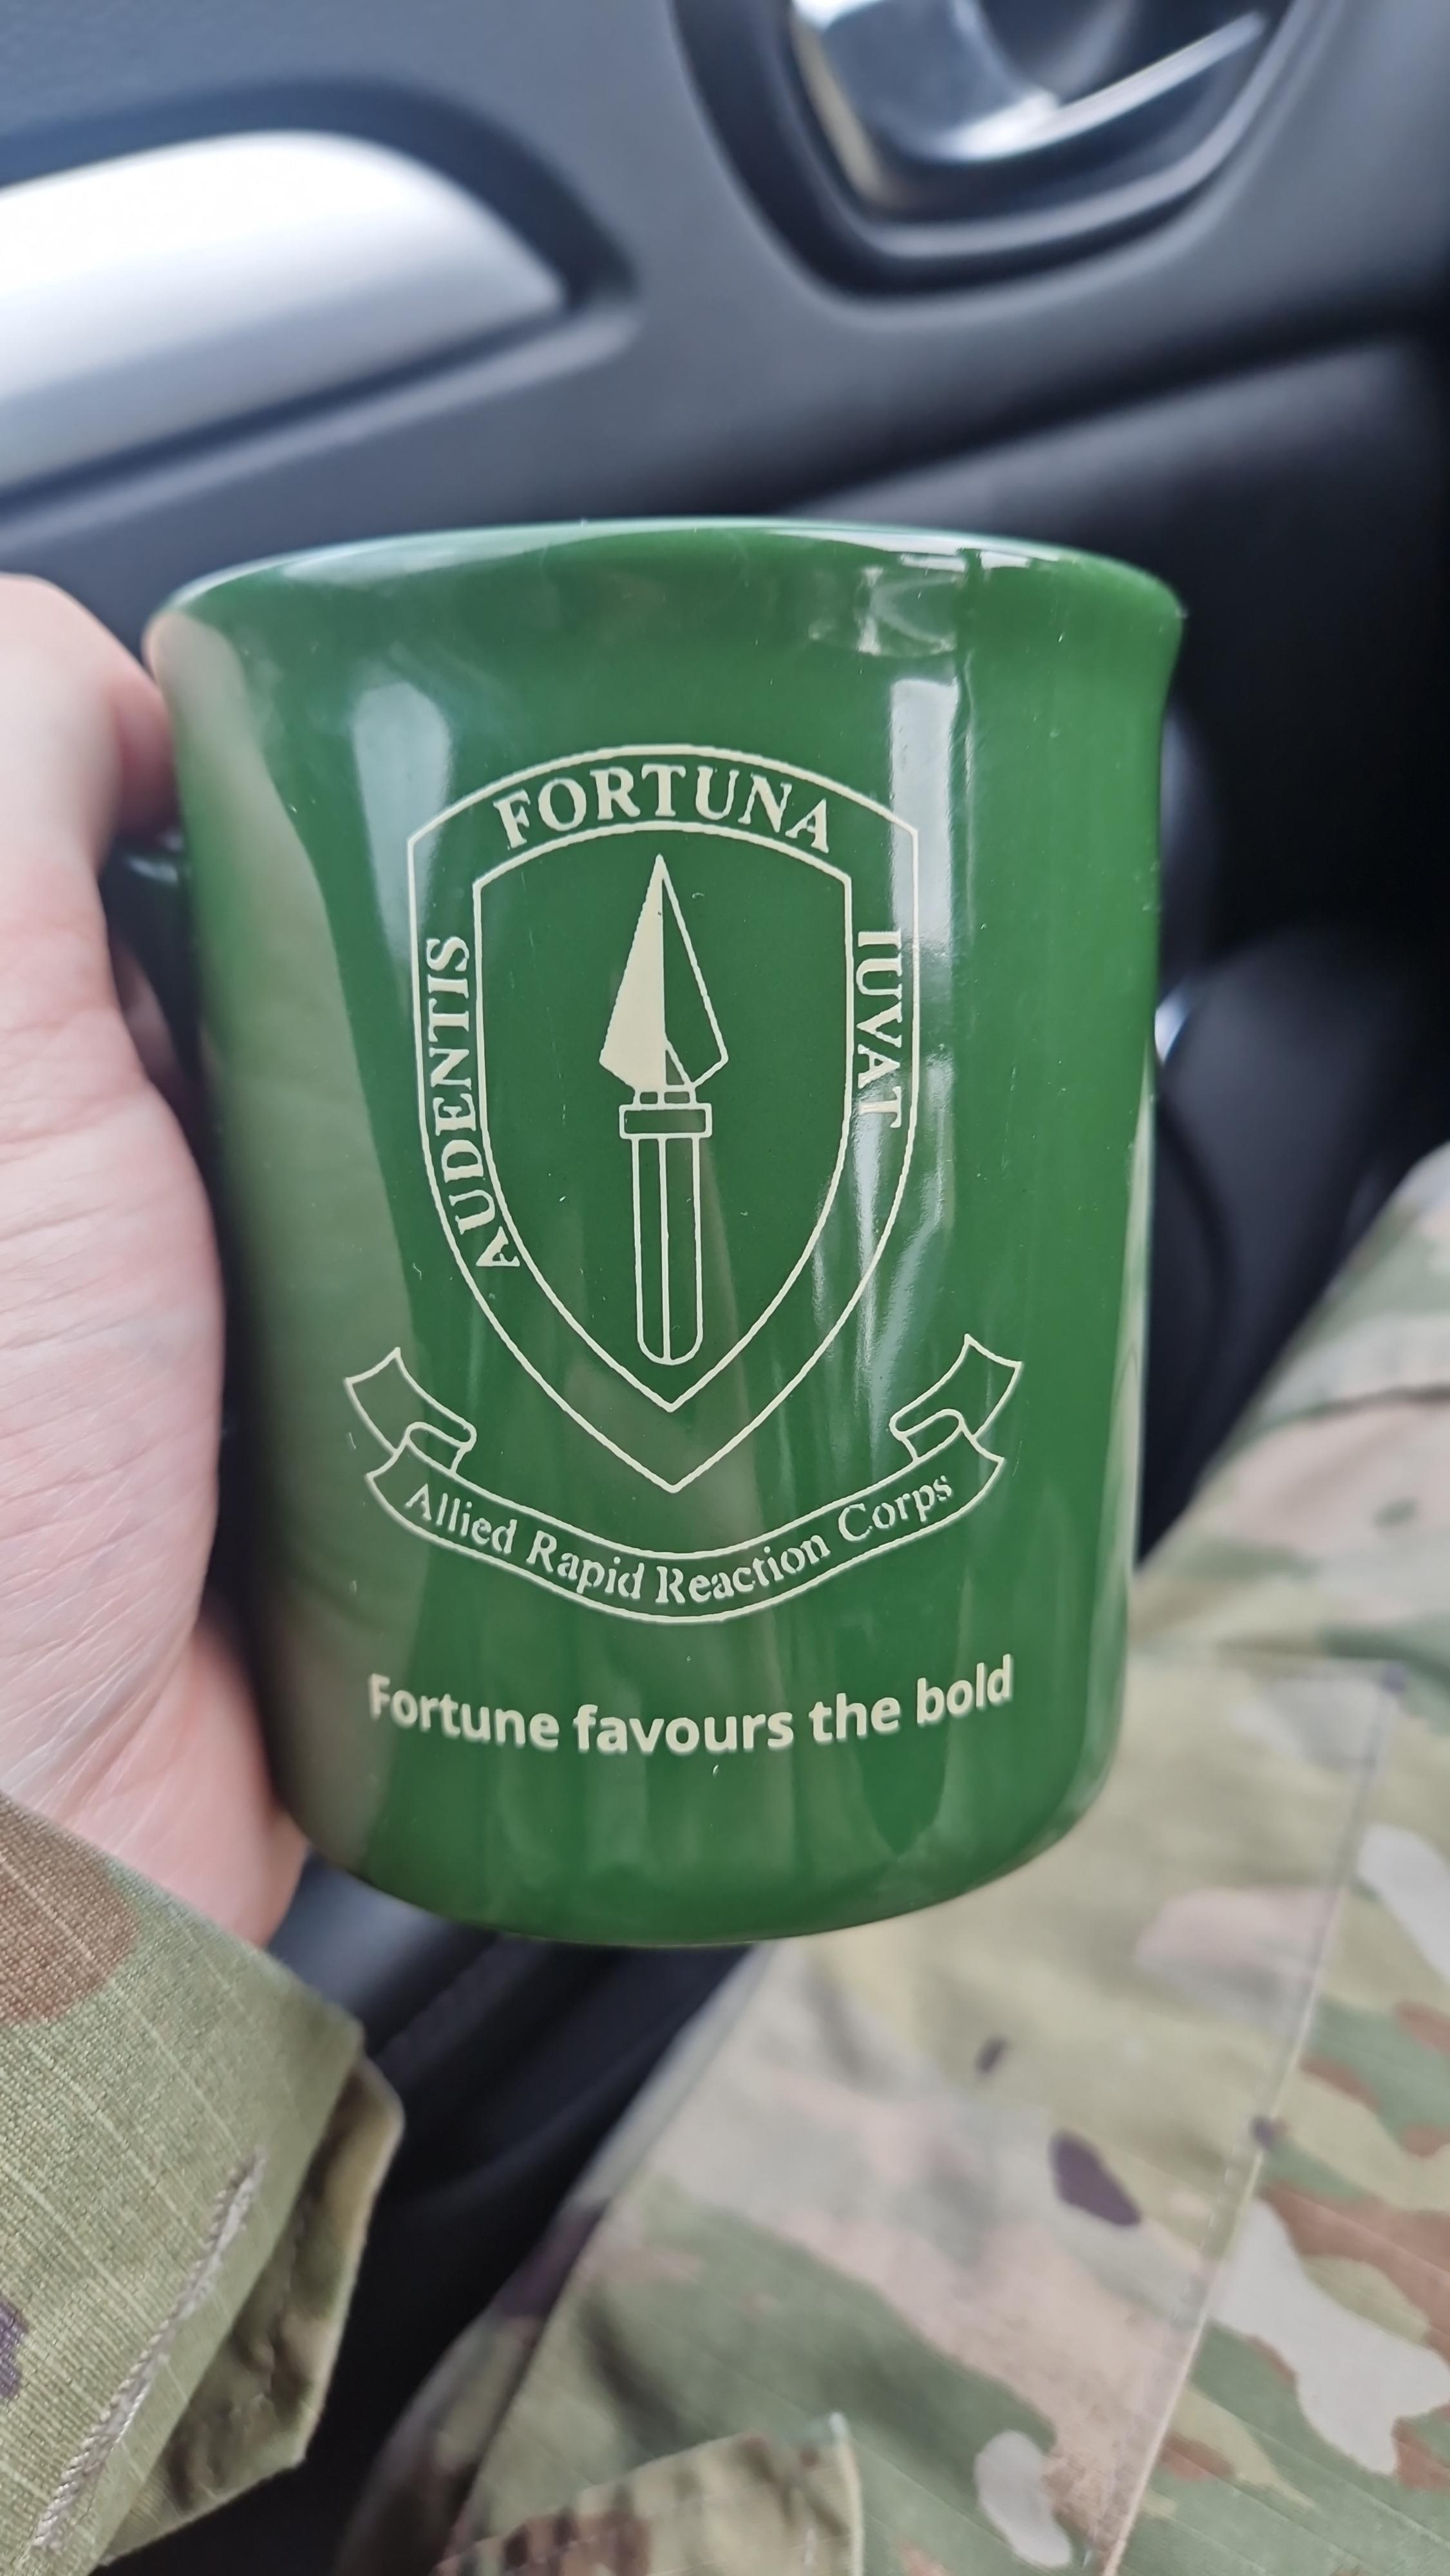 AUDENTIS FORTUNA IUVAT
Allied Rapid Reaction Corps
Fortune favours the bold